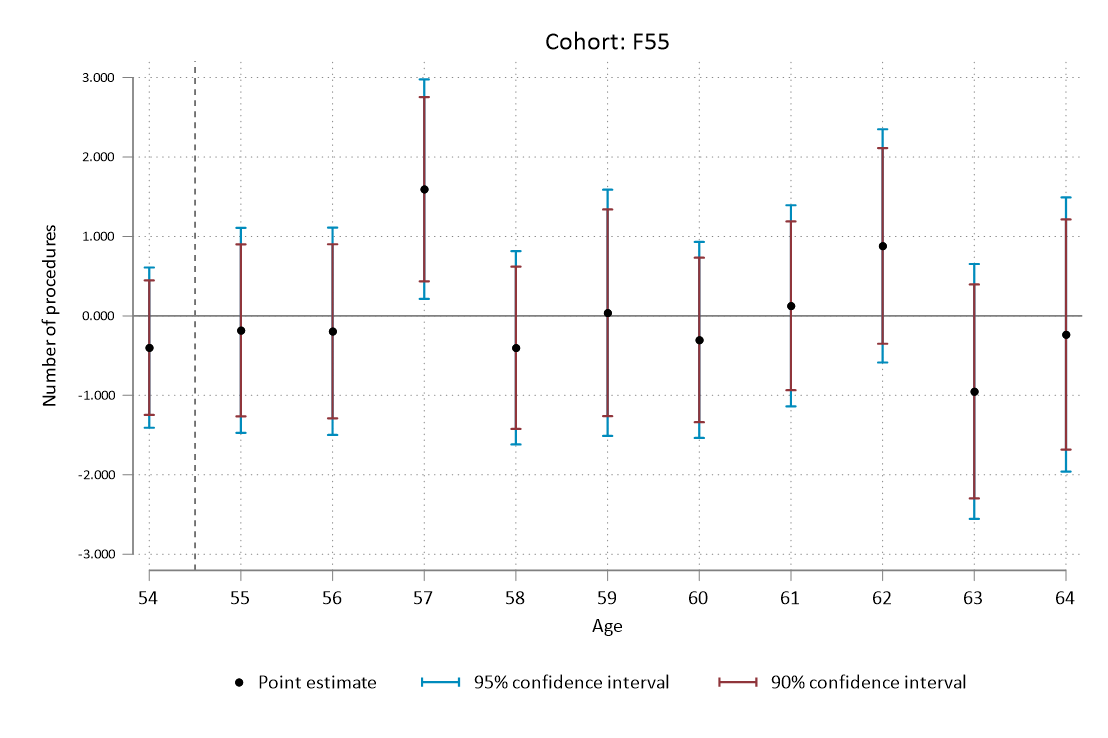 Cohort: F55
Number of procedures
3.000
2.000
1.000
0.000
-1.000
-2.000
-3.000
54 55 56 57 58 59 60 61 62 63 64
Age
Point estimate 95% confidence interval 90% confidence interval